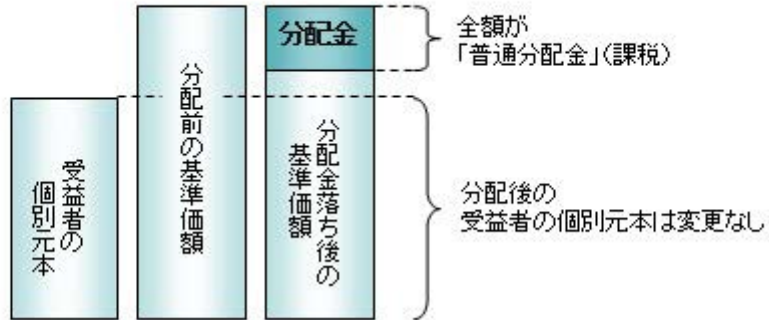 受益者の
個別元本
分配前の基準価額
分配金
分配金落ち後の
基準価額
全額が
「普通分配金」(課税)
分配後の
受益者の個別元本は変更なし